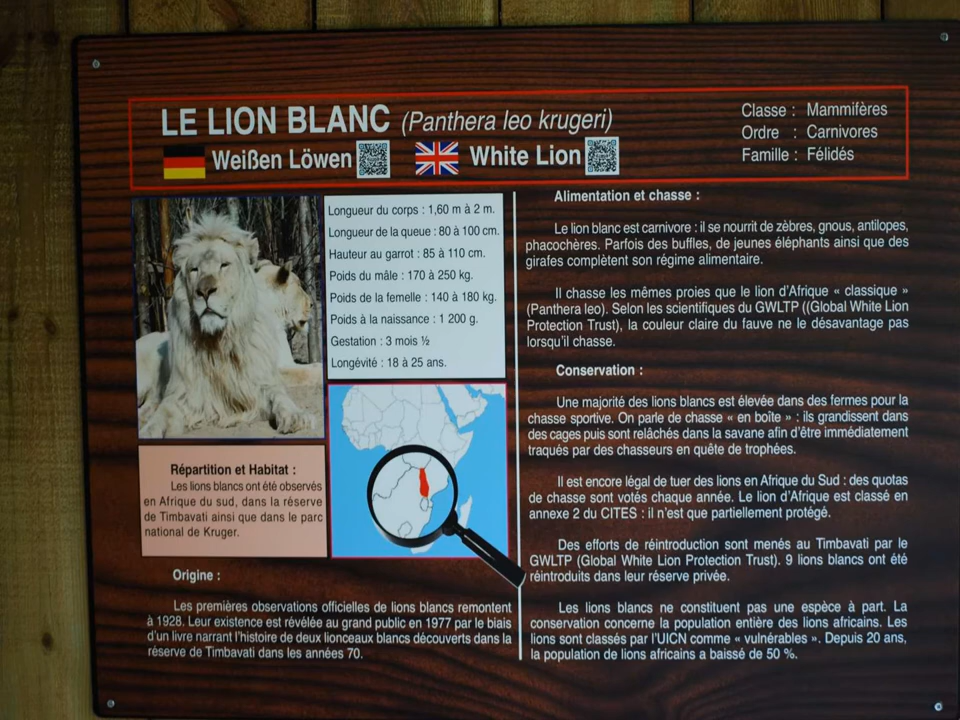 LE LION BLANC (Panthera leo krugeri)
Weißen Löwen White Lion
Classe : Mammifères
Ordre : Carnivores
Famille : Félidés
Longueur du corps : 1,60 m à 2 m.
Longueur de la queue : 80 à 100 cm.
Hauteur au garrot : 85 à 110 cm.
Poids du mâle : 170 à 250 kg.
Poids de la femelle : 140 à 180 kg.
Poids à la naissance : 1 200 g.
Gestation : 3 mois ½
Longévité : 18 à 25 ans.
Répartition et Habitat :
Les lions blancs ont été observés
en Afrique du sud, dans la réserve
de Timbavati ainsi que dans le parc
national de Kruger.
Origine :
Les premières observations officielles de lions blancs remontent
à 1928. Leur existence est révélée au grand public en 1977 par le biais
d'un livre narrant l'histoire de deux lionceaux blancs découverts dans la
réserve de Timbavati dans les années 70.
Alimentation et chasse :
Le lion blanc est carnivore : il se nourrit de zèbres, gnous, antilopes,
phacochères. Parfois des buffles, de jeunes éléphants ainsi que des
girafes complètent son régime alimentaire.
Il chasse les mêmes proies que le lion d'Afrique « classique »
(Panthera leo). Selon les scientifiques du GWLTP ((Global White Lion
Protection Trust), la couleur claire du fauve ne le désavantage pas
lorsqu'il chasse.
Conservation :
Une majorité des lions blancs est élevée dans des fermes pour la
chasse sportive. On parle de chasse « en boîte » : ils grandissent dans
des cages puis sont relâchés dans la savane afin d'être immédiatement
traqués par des chasseurs en quête de trophées.
Il est encore légal de tuer des lions en Afrique du Sud : des quotas
de chasse sont votés chaque année. Le lion d'Afrique est classé en
annexe 2 du CITES : il n'est que partiellement protégé.
Des efforts de réintroduction sont menés au Timbavati par le
GWLTP (Global White Lion Protection Trust). 9 lions blancs ont été
réintroduits dans leur réserve privée.
Les lions blancs ne constituent pas une espèce à part. La
conservation concerne la population entière des lions africains. Les
lions sont classés par l'UICN comme « vulnérables ». Depuis 20 ans,
la population de lions africains a baissé de 50 %.